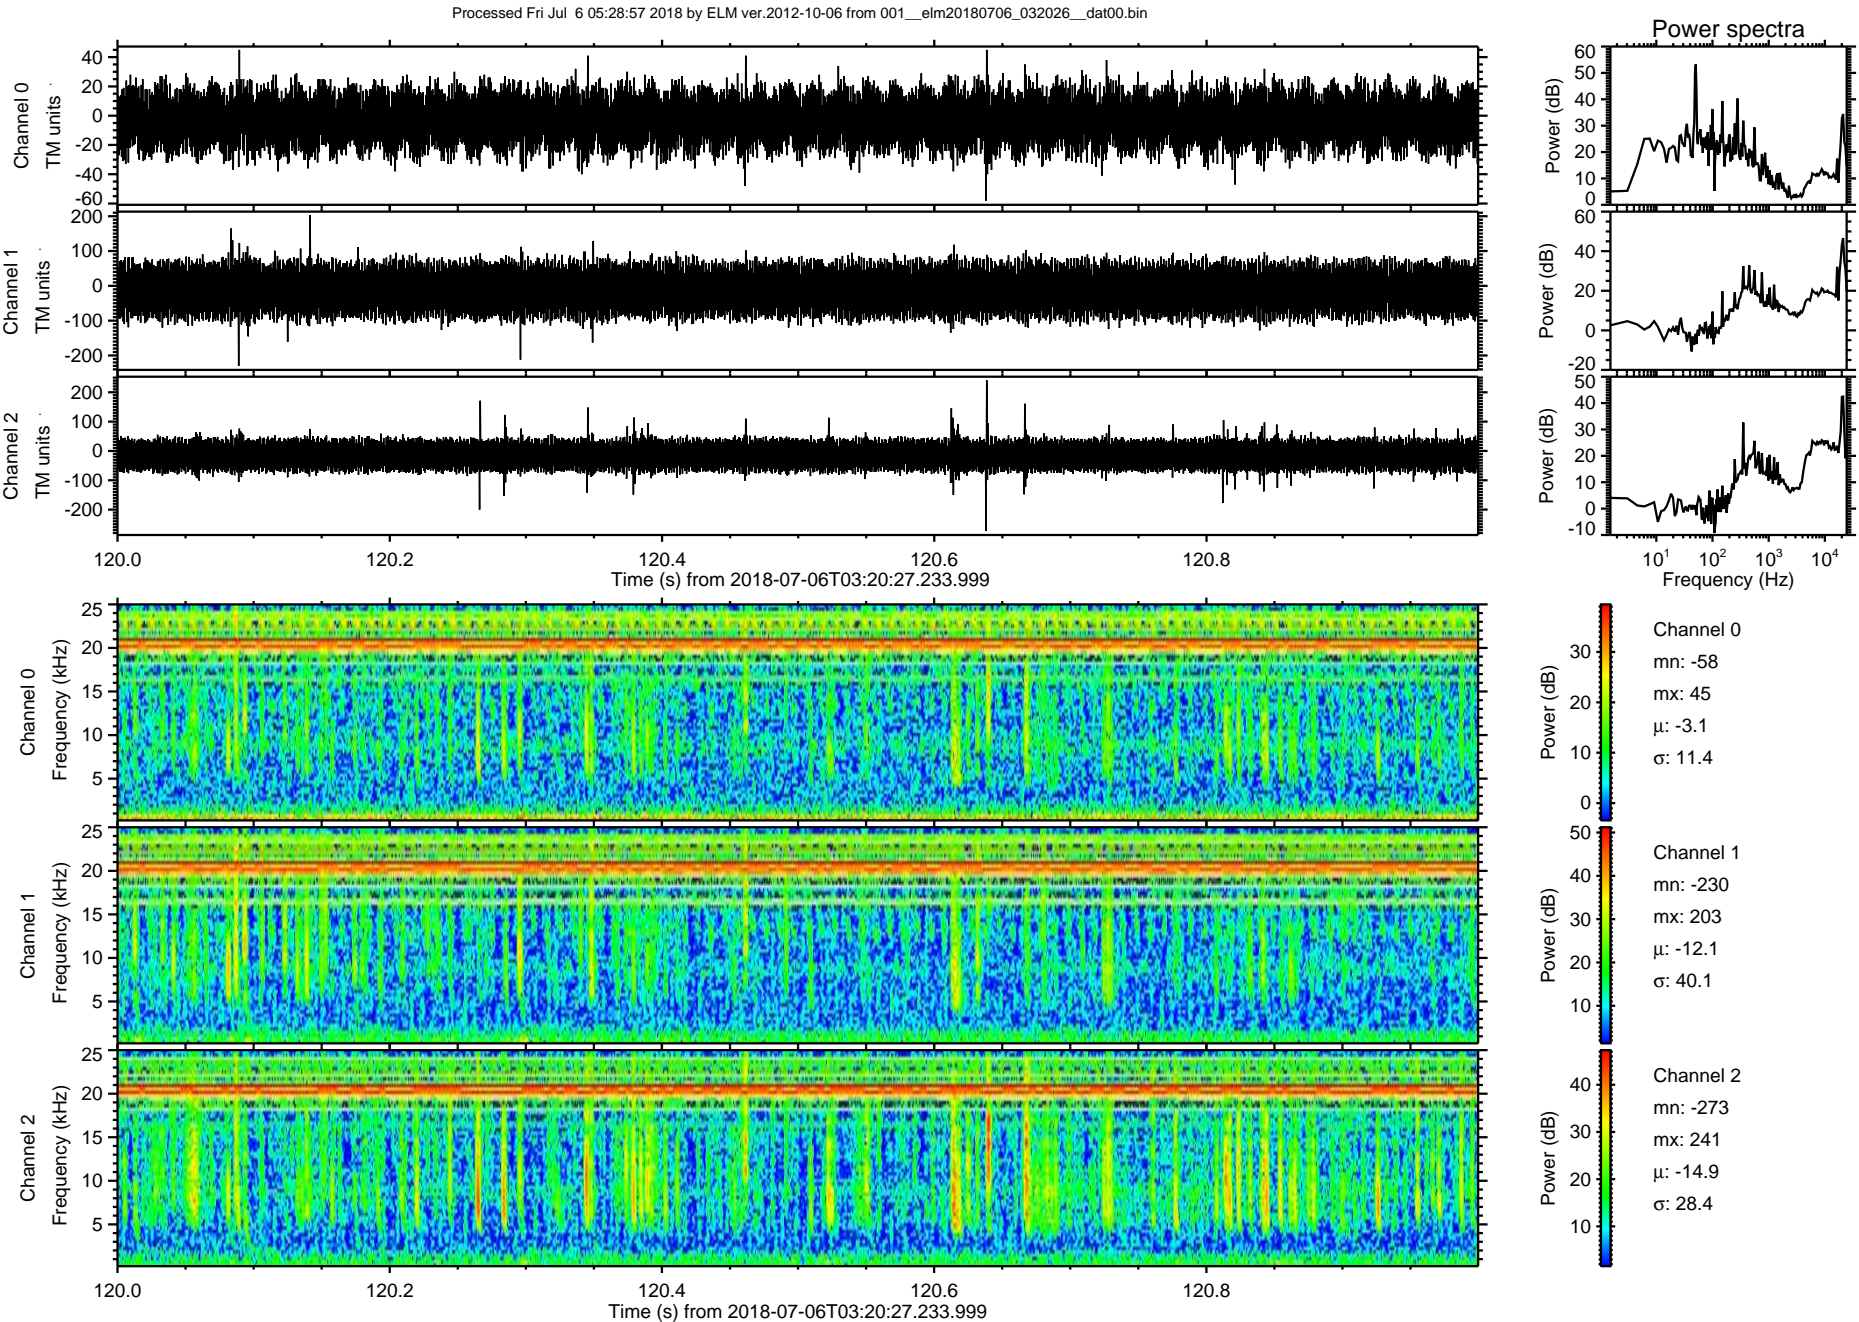 Processed Fri Jul  6 05:28:57 2018 by ELM ver.2012-10-06 from 001__elm20180706_032026__dat00.bin
Power spectra
Channel 0
TM units
40
20
0
-20
-40
-60
Power (dB)
60
50
40
30
20
10
0
Channel 1
TM units
200
100
0
-100
-200
Power (dB)
60
40
20
0
-20
Channel 2
TM units
200
100
0
-100
-200
Power (dB)
50
40
30
20
10
0
-10
120.0 120.2 120.4 120.6 120.8
Time (s) from 2018-07-06T03:20:27.233.999
10¹ 10² 10³ 10⁴
Frequency (Hz)
Channel 0
Frequency (kHz)
25
20
15
10
5
Power (dB)
30
20
10
0
Channel 0
mn: -58
mx: 45
μ: -3.1
σ: 11.4
Channel 1
Frequency (kHz)
25
20
15
10
5
Power (dB)
50
40
30
20
10
Channel 1
mn: -230
mx: 203
μ: -12.1
σ: 40.1
Channel 2
Frequency (kHz)
25
20
15
10
5
Power (dB)
40
30
20
10
Channel 2
mn: -273
mx: 241
μ: -14.9
σ: 28.4
120.0 120.2 120.4 120.6 120.8
Time (s) from 2018-07-06T03:20:27.233.999